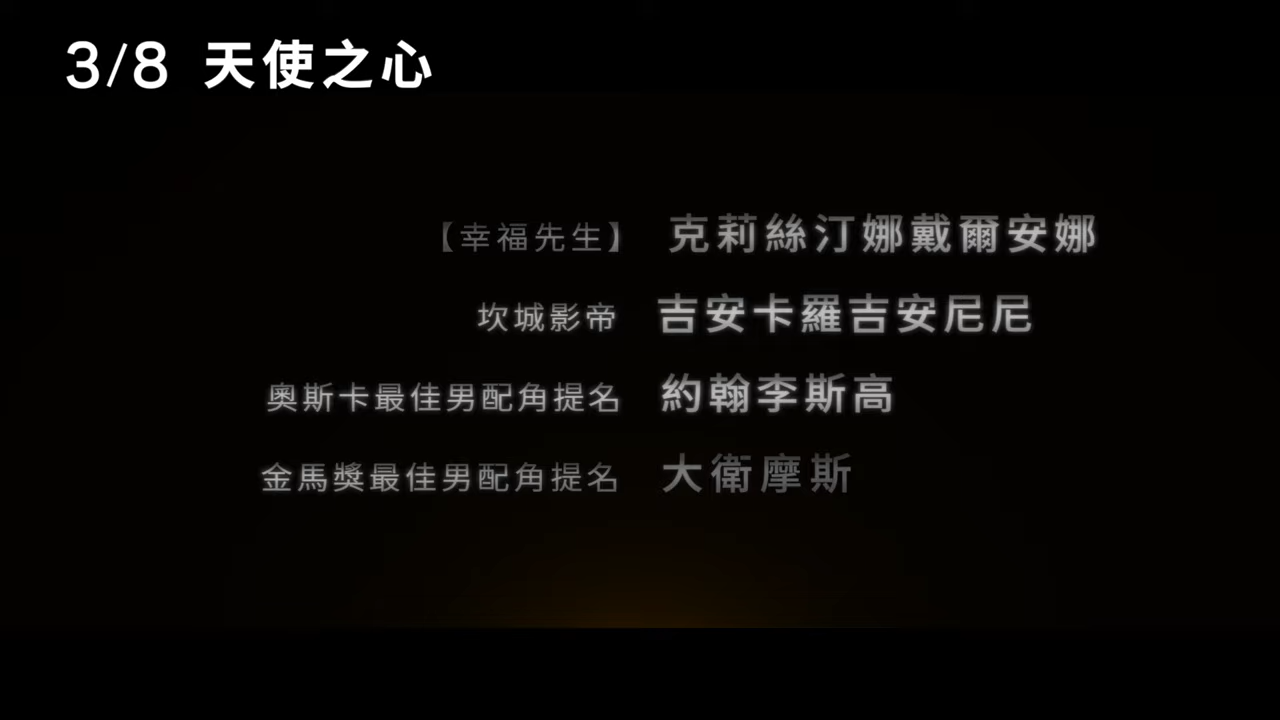 3/8 天使之心
【幸福先生】 克莉絲汀娜戴爾安娜
坎城影帝 吉安卡羅吉安尼尼
奧斯卡最佳男配角提名 約翰李斯高
金馬獎最佳男配角提名 大衛摩斯